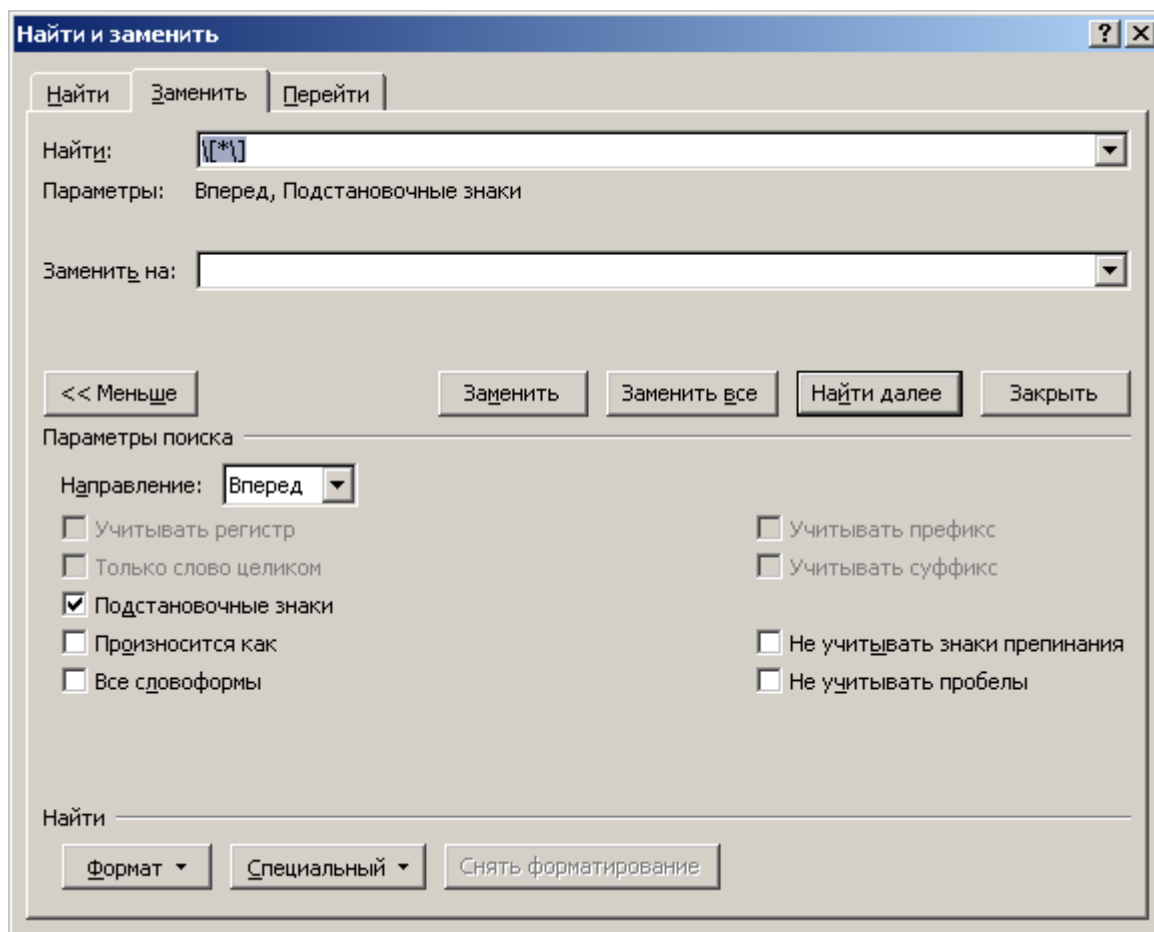 Найти и заменить
Найти Заменить Перейти
Найти: \[*\]
Параметры: Вперед, Подстановочные знаки
Заменить на:
<< Меньше Заменить Заменить все Найти далее Закрыть
Параметры поиска
Направление: Вперед
Учитывать регистр Учитывать префикс
Только слово целиком Учитывать суффикс
Подстановочные знаки
Произносится как Не учитывать знаки препинания
Все словоформы Не учитывать пробелы
Найти
Формат Специальный Снять форматирование